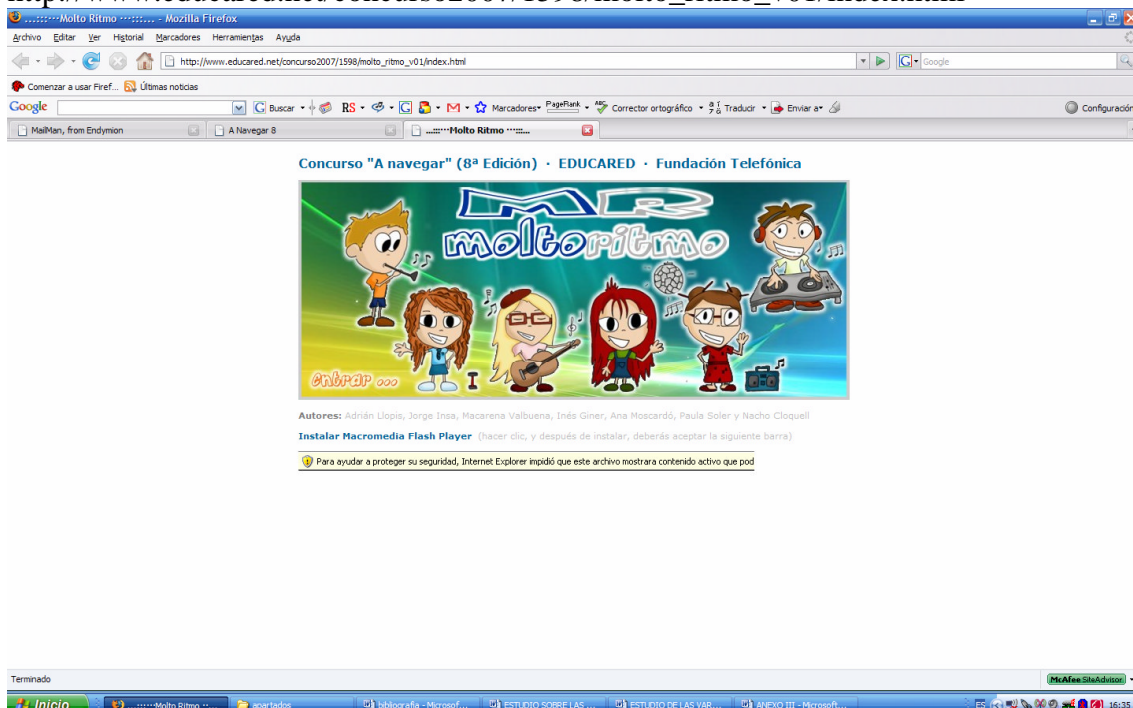 http://www.educared.net/concurso2007/1598/molto_ritmo_v01/index.html
...:::···Molto Ritmo ···:::... - Mozilla Firefox
Archivo Editar Ver Historial Marcadores Herramientas Ayuda
http://www.educared.net/concurso2007/1598/molto_ritmo_v01/index.html
Google
Comenzar a usar Firef... Últimas noticias
Google Buscar RS Marcadores PageRank Corrector ortográfico Traducir Enviar a Configuración
MailMan, from Endymion A Navegar 8 ...:::···Molto Ritmo ···:::...
Concurso "A navegar" (8ª Edición) · EDUCARED · Fundación Telefónica
MR
moltoritmo
entrar ...
Autores: Adrián Llopis, Jorge Insa, Macarena Valbuena, Inés Giner, Ana Moscardó, Paula Soler y Nacho Cloquell
Instalar Macromedia Flash Player (hacer clic, y después de instalar, deberás aceptar la siguiente barra)
Para ayudar a proteger su seguridad, Internet Explorer impidió que este archivo mostrara contenido activo que pod
Terminado
McAfee SiteAdvisor
Inicio ...:::···Molto Ritmo ··... apartados bibliografia - Microsof... ESTUDIO SOBRE LAS ... ESTUDIO DE LAS VAR... ANEXO III - Microsoft... ES 16:35